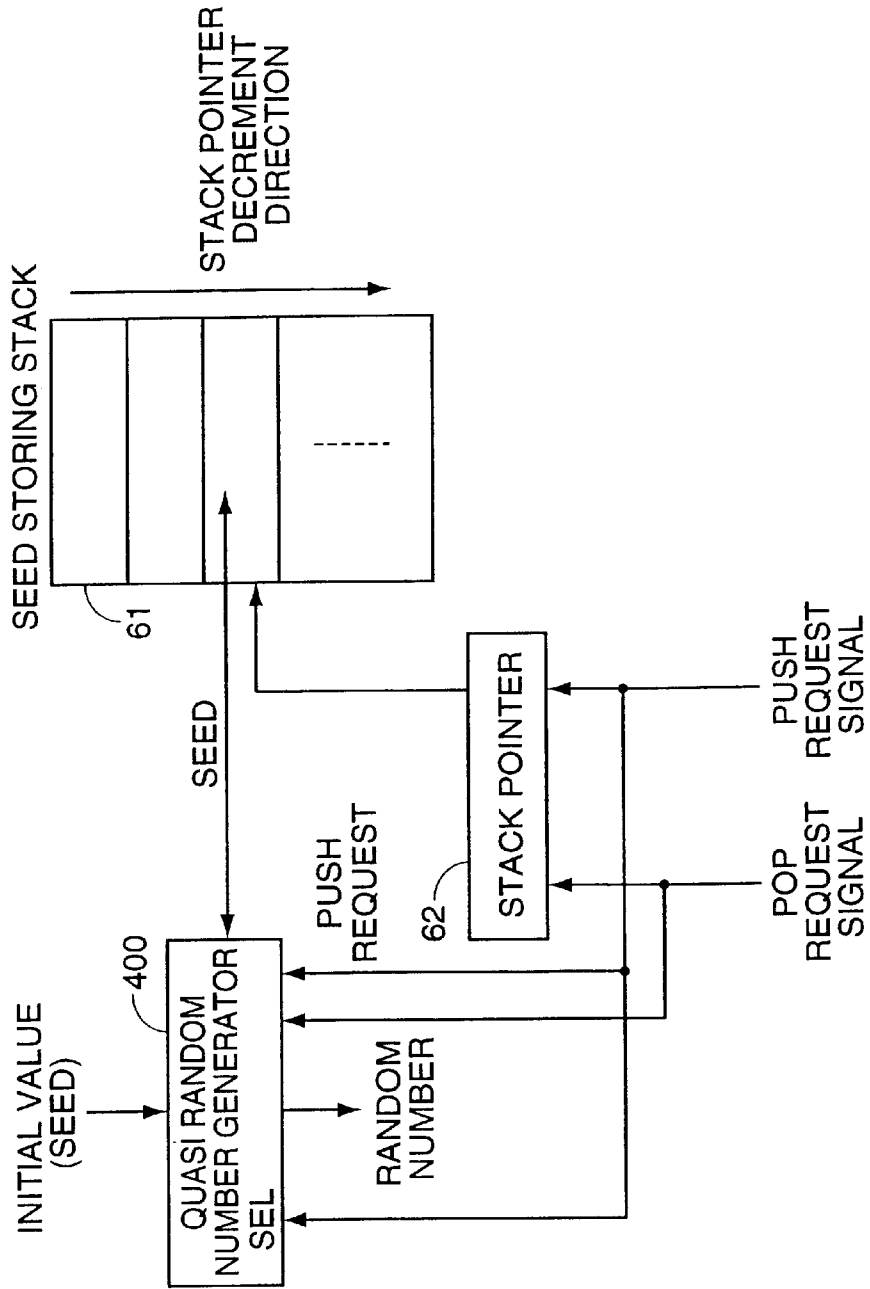 INITIAL VALUE
(SEED)
400
QUASI RANDOM
NUMBER GENERATOR
SEL
RANDOM
NUMBER
PUSH
REQUEST
SEED
SEED STORING STACK
61
STACK POINTER
DECREMENT
DIRECTION
62
STACK POINTER
POP
REQUEST
SIGNAL
PUSH
REQUEST
SIGNAL